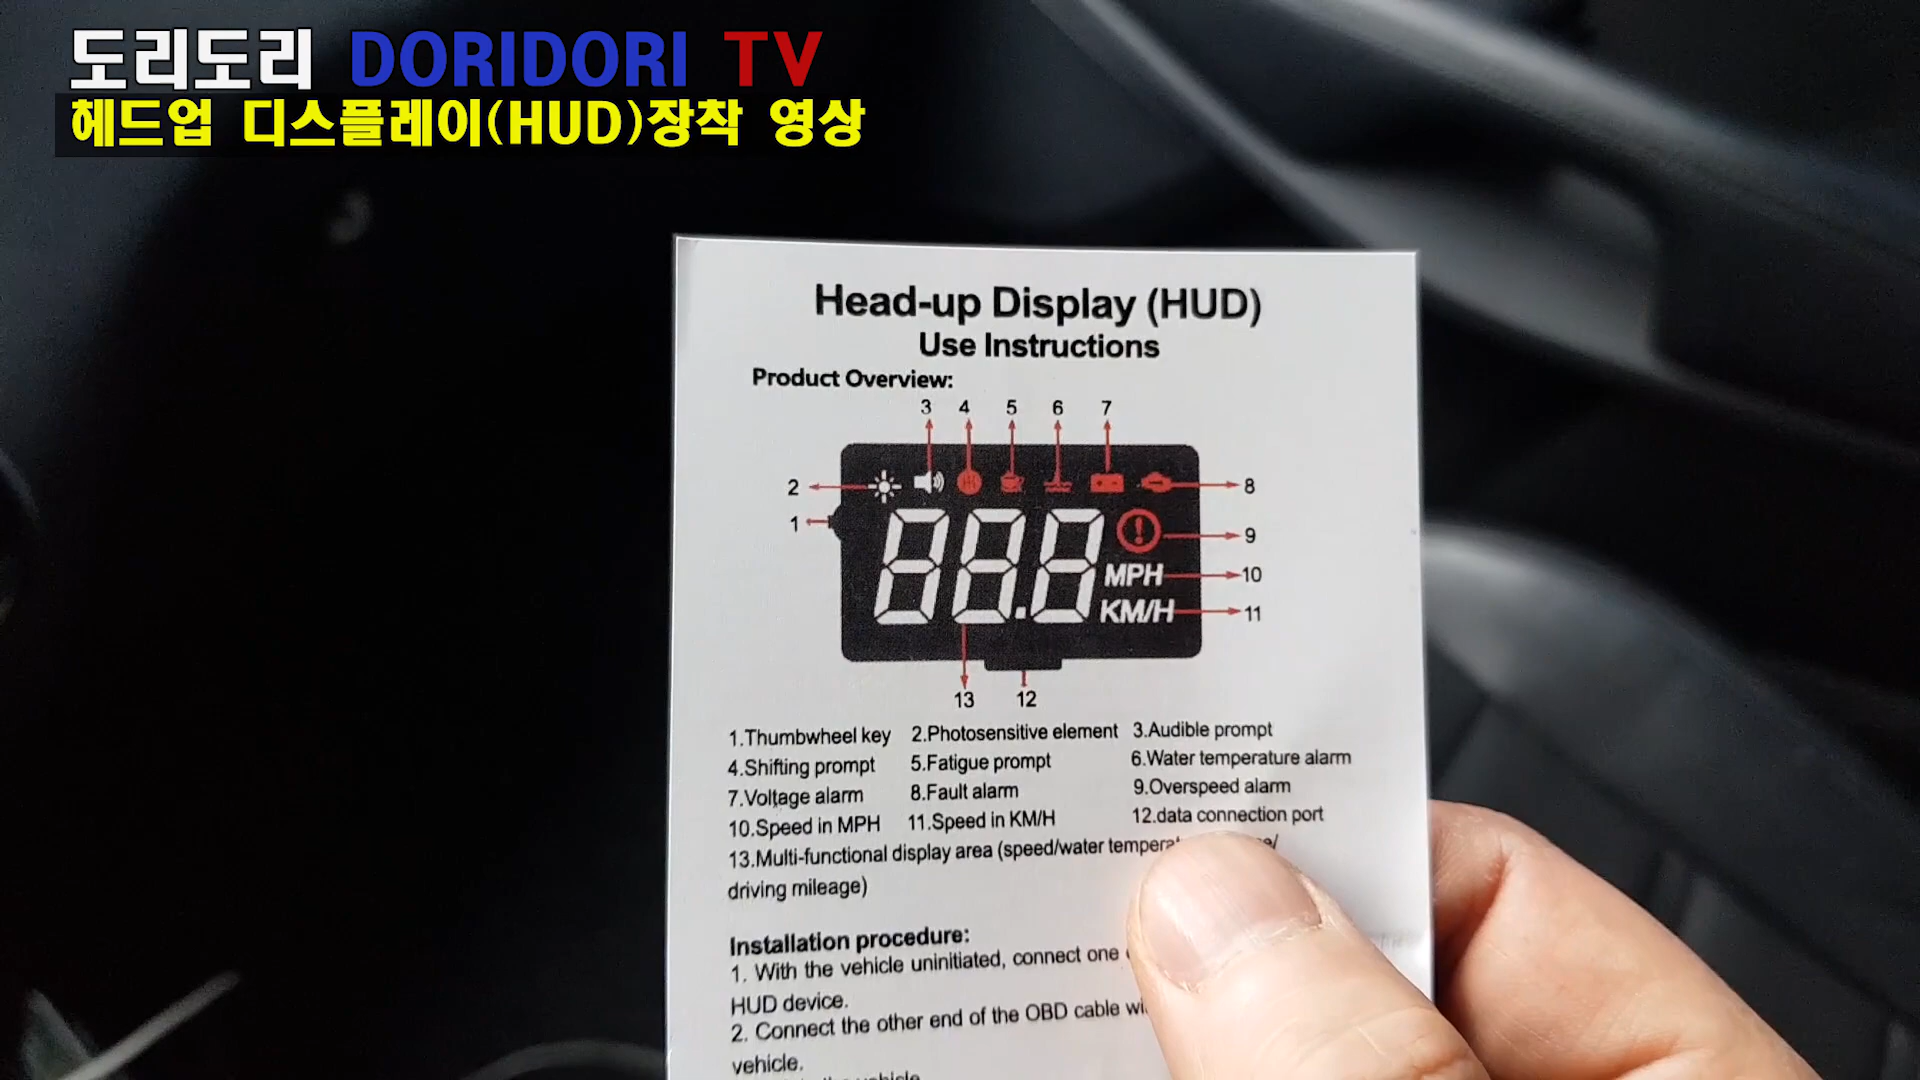 도리도리 DORIDORI TV
헤드업 디스플레이(HUD)장착 영상
Head-up Display (HUD)
Use Instructions
Product Overview:
3 4 5 6 7
2 8
1 9
MPH 10
KM/H 11
13 12
1.Thumbwheel key 2.Photosensitive element 3.Audible prompt
4.Shifting prompt 5.Fatigue prompt 6.Water temperature alarm
7.Voltage alarm 8.Fault alarm 9.Overspeed alarm
10.Speed in MPH 11.Speed in KM/H 12.data connection port
13.Multi-functional display area (speed/water
driving mileage)
Installation procedure:
1. With the vehicle uninitiated, connect one
HUD device.
2. Connect the other end of the OBD cable
vehicle.